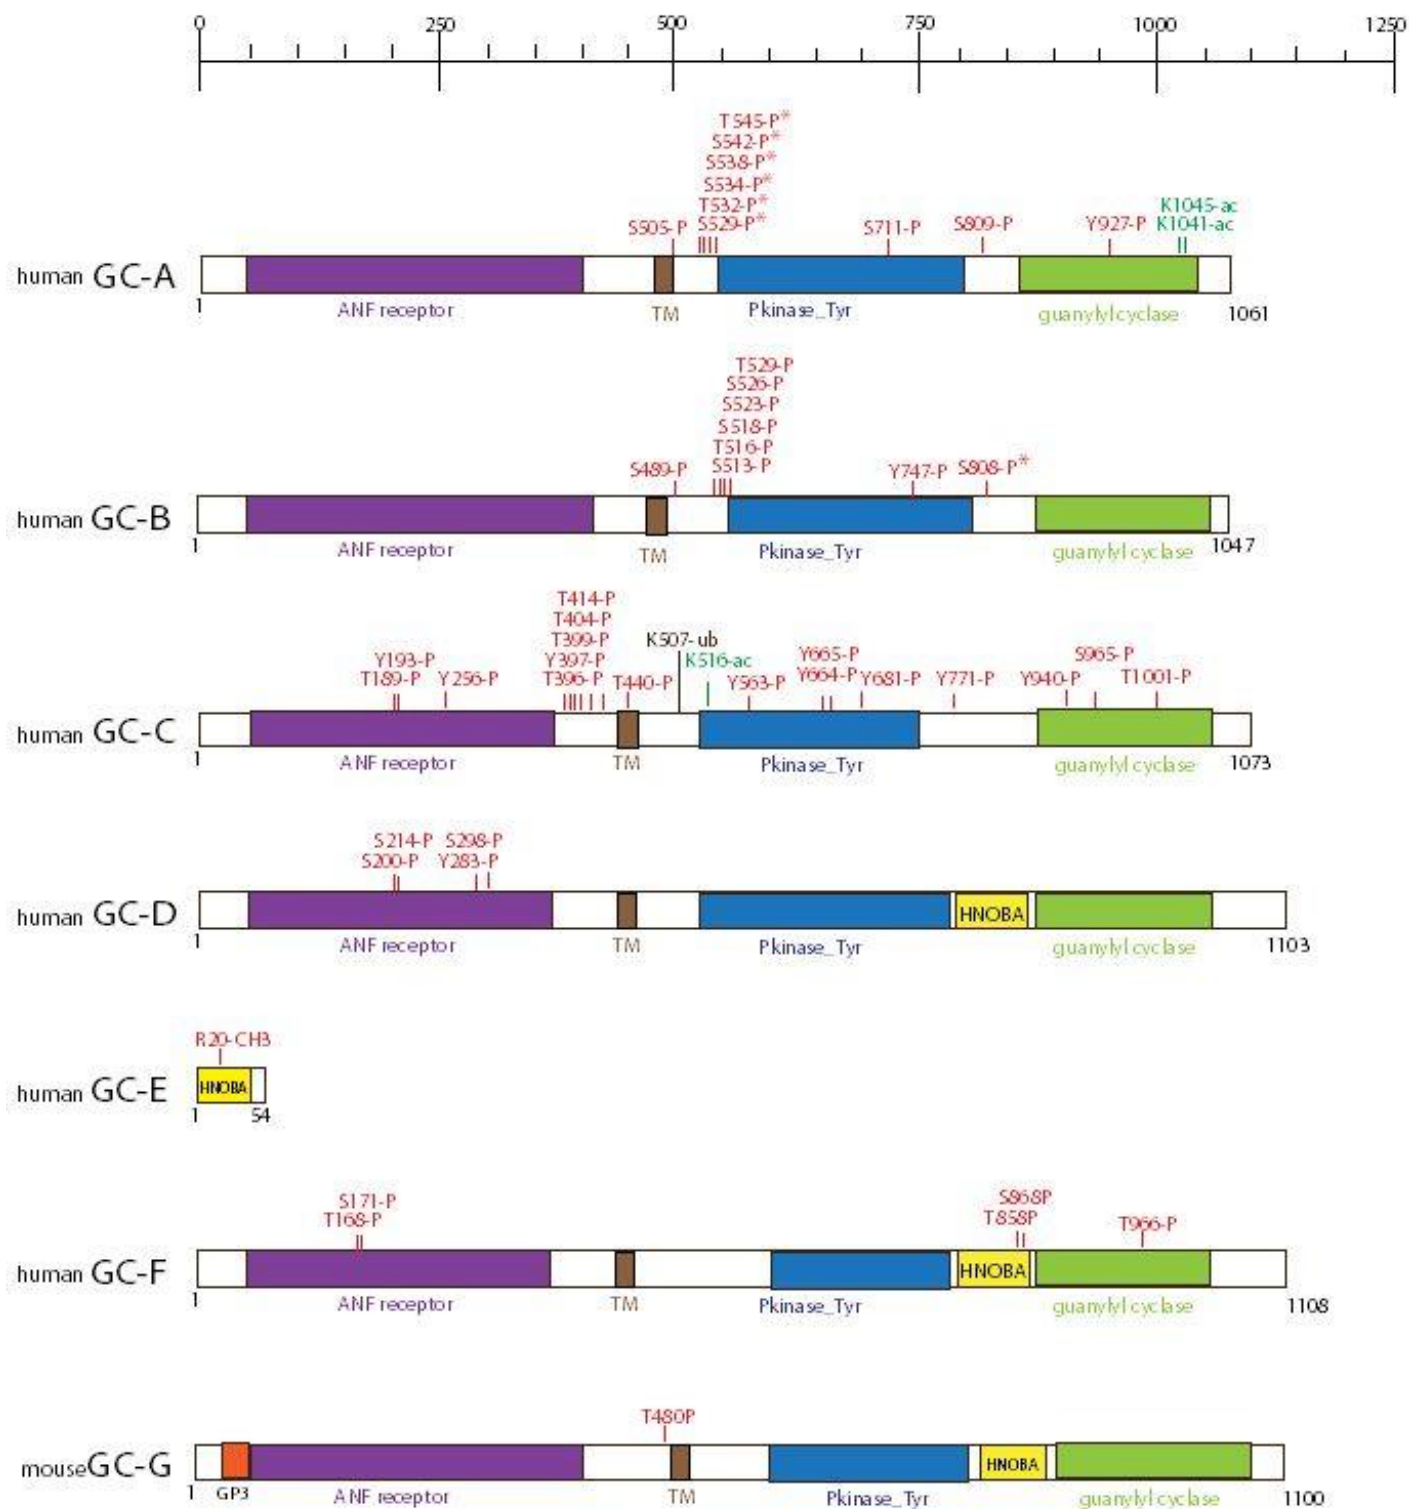 0 250 500 750 1000 1250
T545-P*
S542-P*
S538-P*
S534-P*
T532-P*
S529-P*
S505-P
S711-P
S809-P
Y927-P
K1045-ac
K1041-ac
human GC-A
1
ANF receptor
TM
Pkinase_Tyr
guanylyl cyclase
1061
T529-P
S526-P
S523-P
S518-P
T516-P
S513-P
S489-P
Y747-P
S808-P*
human GC-B
1
ANF receptor
TM
Pkinase_Tyr
guanylyl cyclase
1047
T414-P
T404-P
T399-P
Y397-P
T396-P
Y193-P
T189-P
Y256-P
T440-P
K507-ub
K516-ac
Y563-P
Y665-P
Y664-P
Y681-P
Y771-P
Y940-P
S965-P
T1001-P
human GC-C
1
ANF receptor
TM
Pkinase_Tyr
guanylyl cyclase
1073
S214-P
S200-P
S298-P
Y283-P
human GC-D
HNOBA
1
ANF receptor
TM
Pkinase_Tyr
guanylyl cyclase
1103
R20-CH3
human GC-E
HNOBA
1
54
S171-P
T168-P
S868P
T858P
T966-P
human GC-F
HNOBA
1
ANF receptor
TM
Pkinase_Tyr
guanylyl cyclase
1108
T480P
mouse GC-G
HNOBA
1
GP3
ANF receptor
TM
Pkinase_Tyr
guanylyl cyclase
1100